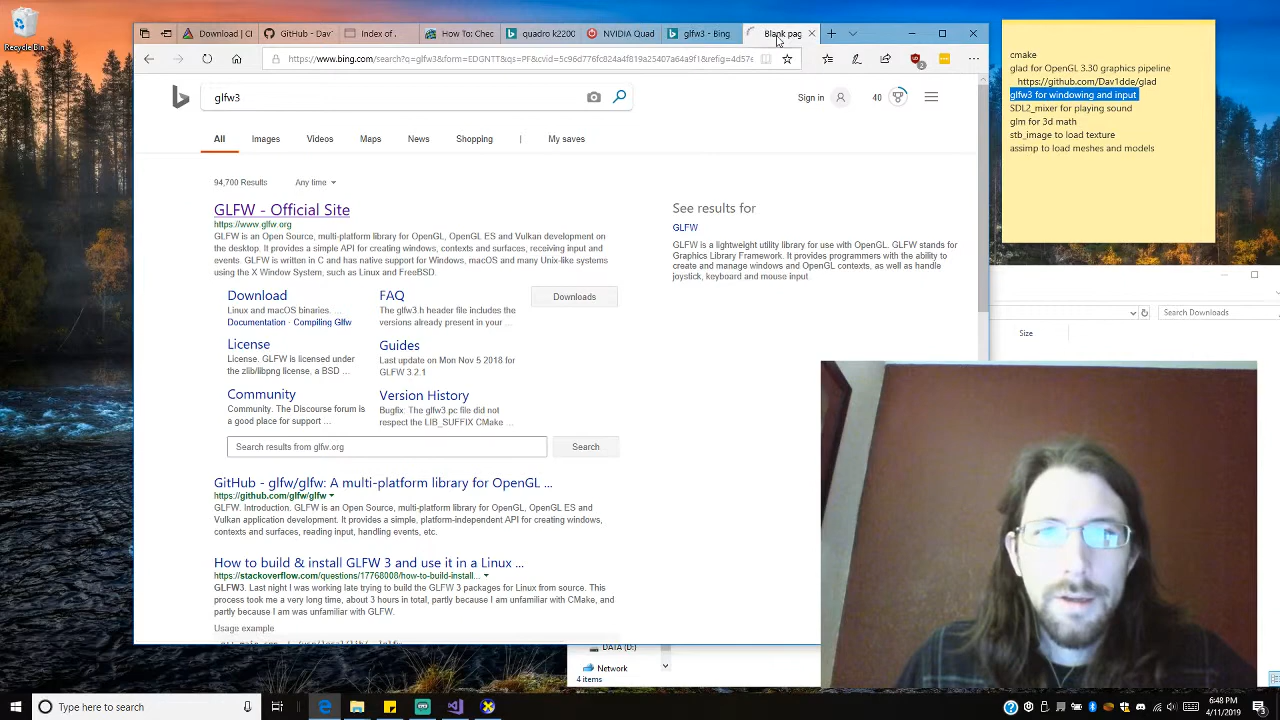 Recycle Bin
Download | Cl
GitHub - Dav
Index of .
How To: Chec
quadro k2200
NVIDIA Quad
glfw3 - Bing
Blank pag
https://www.bing.com/search?q=glfw3&form=EDGNTT&qs=
glfw3
Sign in
40
All
Images
Videos
Maps
News
Shopping
|
My saves
94,700 Results
Any time
GLFW - Official Site
https://www.glfw.org
GLFW is an Open Source, multi-platform library for OpenGL, OpenGL ES and Vulkan development on
the desktop. It provides a simple API for creating windows, contexts and surfaces, receiving input and
events. GLFW is written in C and has native support for Windows, macOS and many Unix-like systems
using the X Window System, such as Linux and FreeBSD.
Download
Linux and macOS binaries.
Documentation · Compiling Glfw
FAQ
The glfw3.h header file includes the
versions already present in your ...
Downloads
License
License. GLFW is licensed under
the zlib/libpng license, a BSD ...
Guides
Last update on Mon Nov 5 2018 for
GLFW 3.2.1
Community
Community. The Discourse forum is
a good place for support ...
Version History
Bugfix: The glfw3.pc file did not
respect the LIB_SUFFIX CMake ...
Search results from glfw.org
Search
GitHub - glfw/glfw: A multi-platform library for OpenGL ...
https://github.com/glfw/glfw
GLFW. Introduction. GLFW is an Open Source, multi-platform library for OpenGL, OpenGL ES and
Vulkan application development. It provides a simple, platform-independent API for creating windows,
contexts and surfaces, reading input, handling events, etc.
How to build & install GLFW 3 and use it in a Linux ...
https://stackoverflow.com/questions/17768008/how-to-build-install...
GLFW3. Last night I was working late trying to build the GLFW 3 packages for Linux from source. This
process took me a very long time, about 3 hours in total, partly because I am unfamiliar with CMake, and
partly because I am was unfamiliar with GLFW.
Usage example
See results for
GLFW
GLFW is a lightweight utility library for use with OpenGL. GLFW stands for
Graphics Library Framework. It provides programmers with the ability to
create and manage windows and OpenGL contexts, as well as handle
joystick, keyboard and mouse input
cmake
glad for OpenGL 3.30 graphics pipeline
https://github.com/Dav1dde/glad
glfw3 for windowing and input
SDL2_mixer for playing sound
glm for 3d math
stb_image to load texture
assimp to load meshes and models
Search Downloads
Size
DATA (D:)
Network
4 items
Type here to search
6:48 PM
4/11/2019